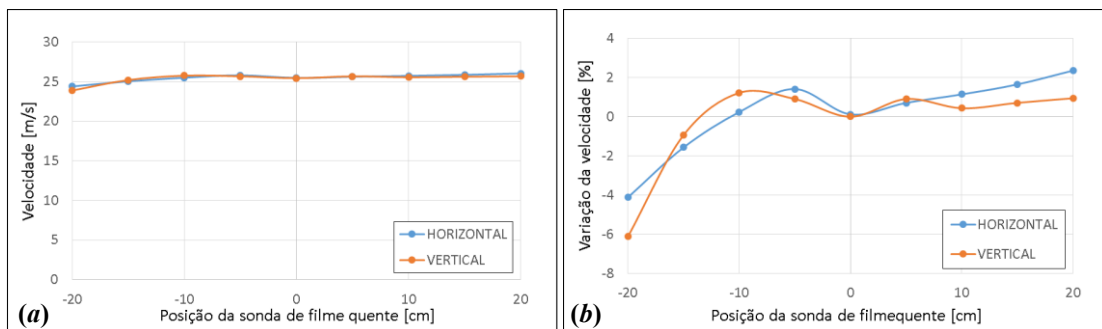 30
25
20
15
10
5
0
Velocidade [m/s]
HORIZONTAL
VERTICAL
-20 -10 0 10 20
Posição da sonda de filme quente [cm]
(a)
4
2
0
-2
-4
-6
-8
Variação da velocidade [%]
HORIZONTAL
VERTICAL
-20 -10 0 10 20
Posição da sonda de filmequente [cm]
(b)